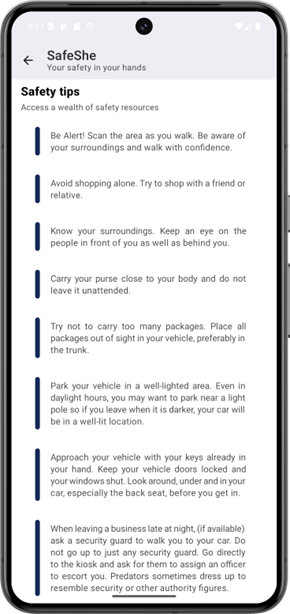 9:17
SafeShe
Your safety in your hands
Safety tips
Access a wealth of safety resources
Be Alert! Scan the area as you walk. Be aware of
your surroundings and walk with confidence.
Avoid shopping alone. Try to shop with a friend or
relative.
Know your surroundings. Keep an eye on the
people in front of you as well as behind you.
Carry your purse close to your body and do not
leave it unattended.
Try not to carry too many packages. Place all
packages out of sight in your vehicle, preferably in
the trunk.
Park your vehicle in a well-lighted area. Even in
daylight hours, you may want to park near a light
pole so if you leave when it is darker, your car will
be in a well-lit location.
Approach your vehicle with your keys already in
your hand. Keep your vehicle doors locked and
your windows shut. Look around, under and in your
car, especially the back seat, before you get in.
When leaving a business late at night, (if available)
ask a security guard to walk you to your car. Do
not go up to just any security guard. Go directly
to the kiosk and ask for them to assign an officer
to escort you. Predators sometimes dress up to
resemble security or other authority figures.